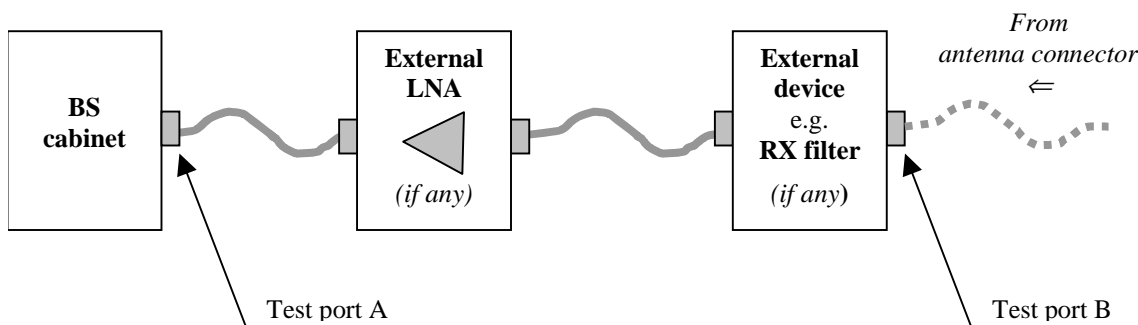 BS
cabinet
External
LNA
(if any)
External
device
e.g.
RX filter
(if any)
From
antenna connector
⇐
Test port A
Test port B